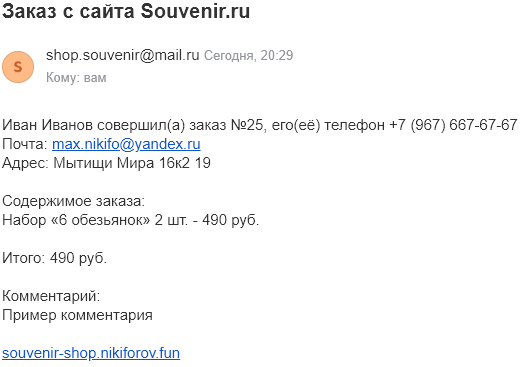 Заказ с сайта Souvenir.ru
S
shop.souvenir@mail.ru Сегодня, 20:29
Кому: вам
Иван Иванов совершил(а) заказ №25, его(её) телефон +7 (967) 667-67-67
Почта: max.nikifo@yandex.ru
Адрес: Мытищи Мира 16к2 19
Содержимое заказа:
Набор «6 обезьянок» 2 шт. - 490 руб.
Итого: 490 руб.
Комментарий:
Пример комментария
souvenir-shop.nikiforov.fun